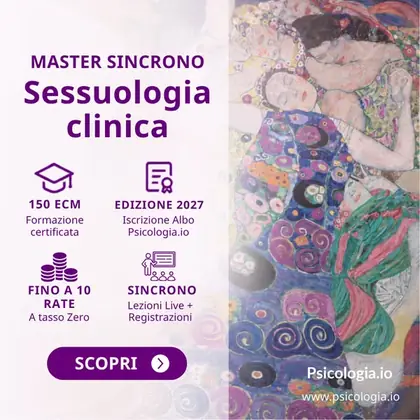 MASTER SINCRONO
Sessuologia
clinica
150 ECM
Formazione
certificata
EDIZIONE 2027
Iscrizione Albo
Psicologia.io
FINO A 10
RATE
A tasso Zero
SINCRONO
Lezioni Live +
Registrazioni
SCOPRI
Psicologia.io
www.psicologia.io